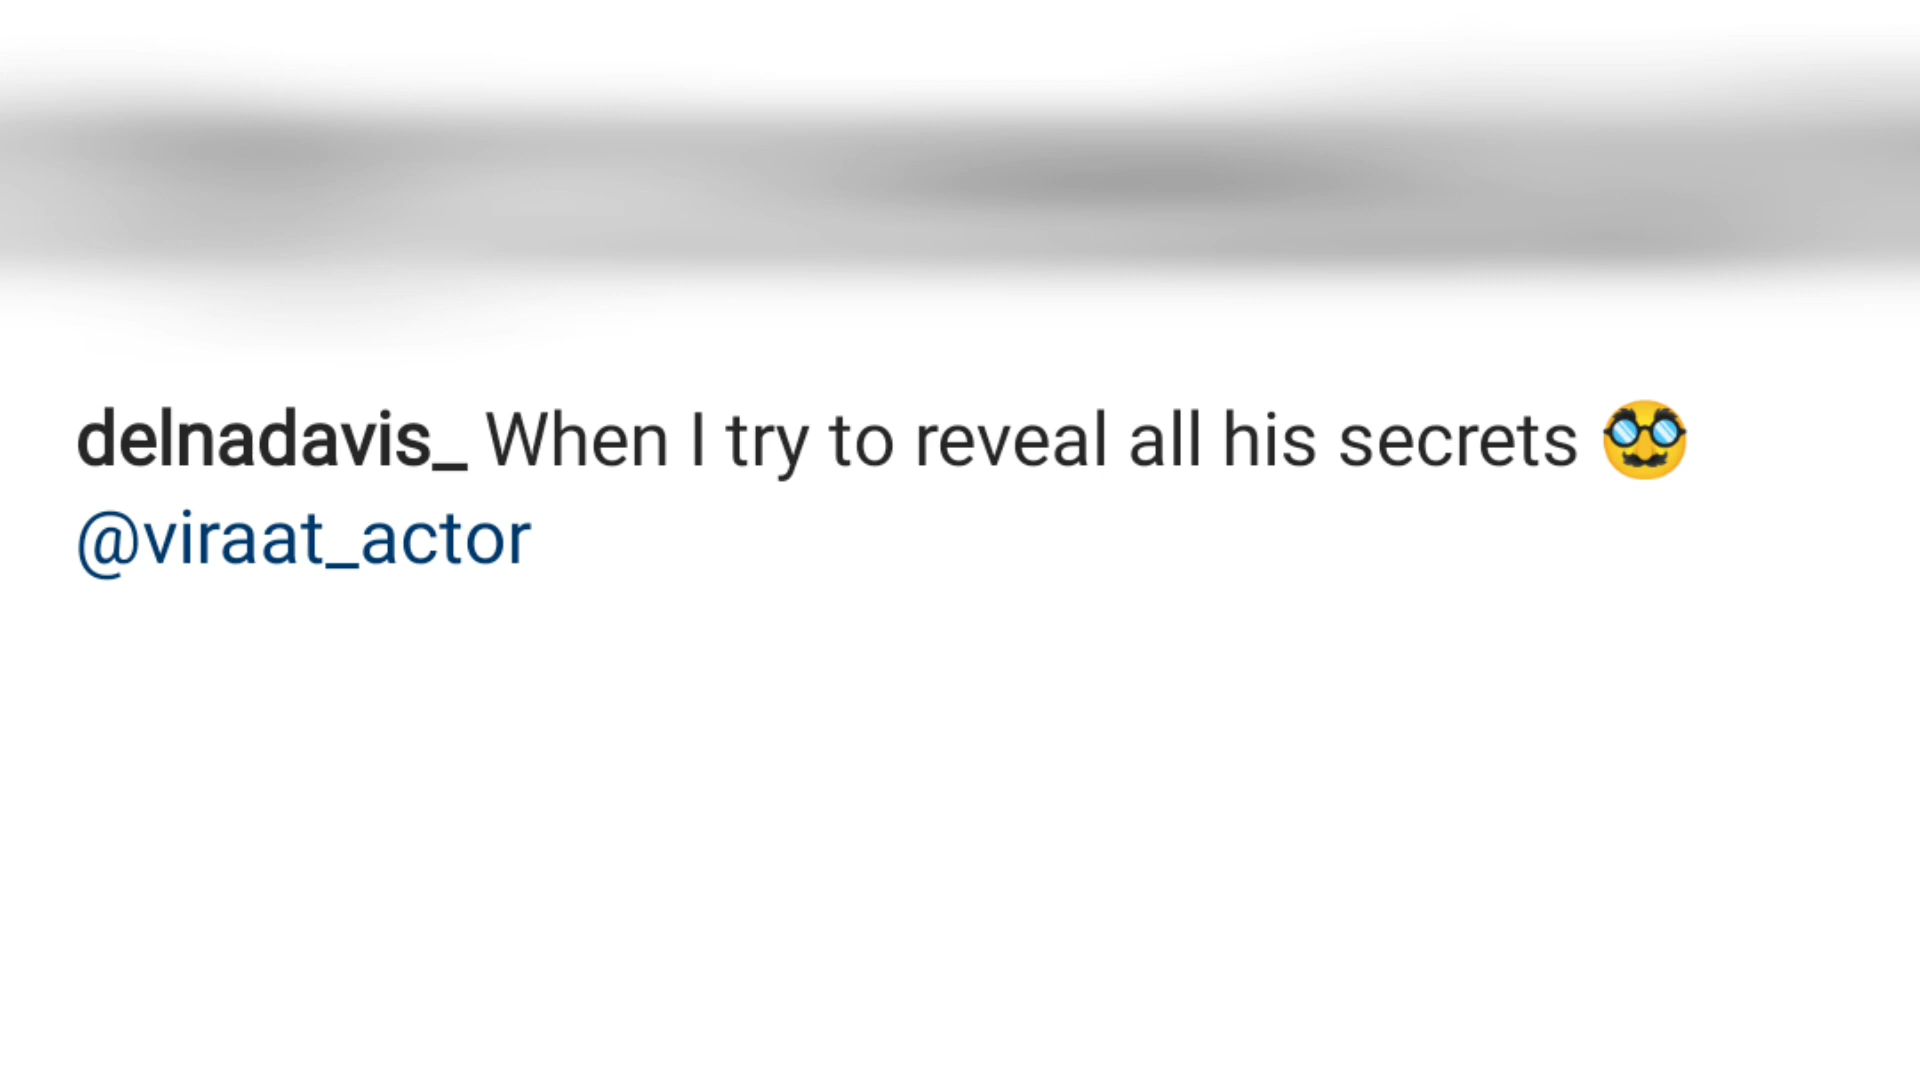 delnadavis_ When I try to reveal all his secrets 🥸
@viraat_actor